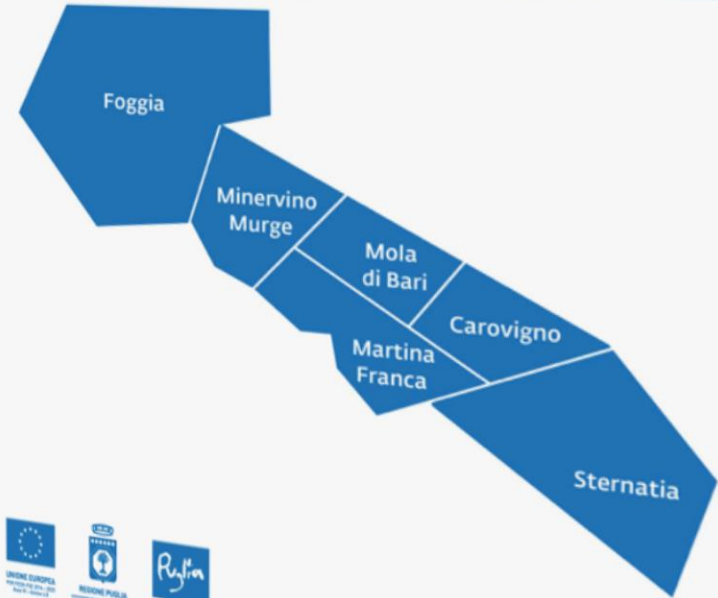 Foggia
Minervino
Murge
Mola
di Bari
Carovigno
Martina
Franca
Sternatia
UNIONE EUROPEA
REGIONE PUGLIA
Puglia